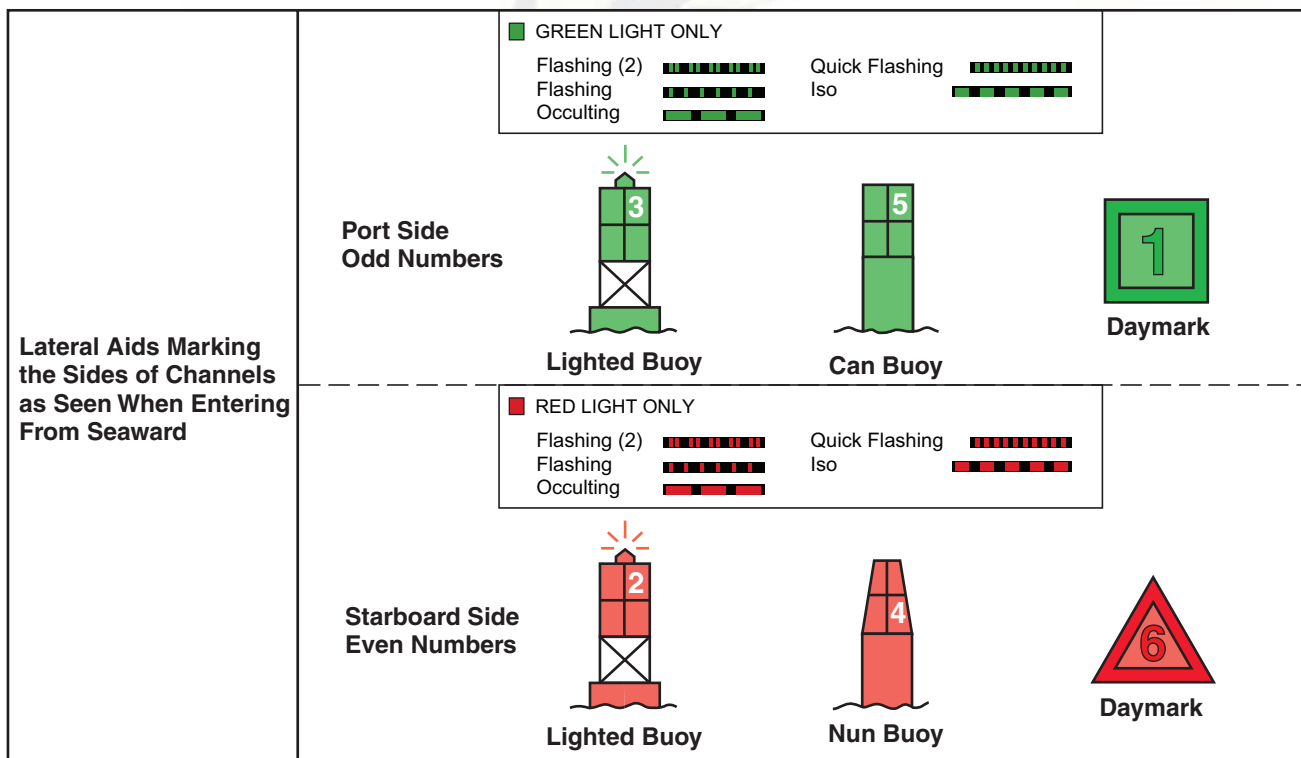 Lateral Aids Marking
the Sides of Channels
as Seen When Entering
From Seaward
GREEN LIGHT ONLY
Flashing (2)
Quick Flashing
Flashing
Iso
Occulting
Port Side
Odd Numbers
3
5
1
Lighted Buoy
Can Buoy
Daymark
RED LIGHT ONLY
Flashing (2)
Quick Flashing
Flashing
Iso
Occulting
Starboard Side
Even Numbers
2
4
6
Lighted Buoy
Nun Buoy
Daymark